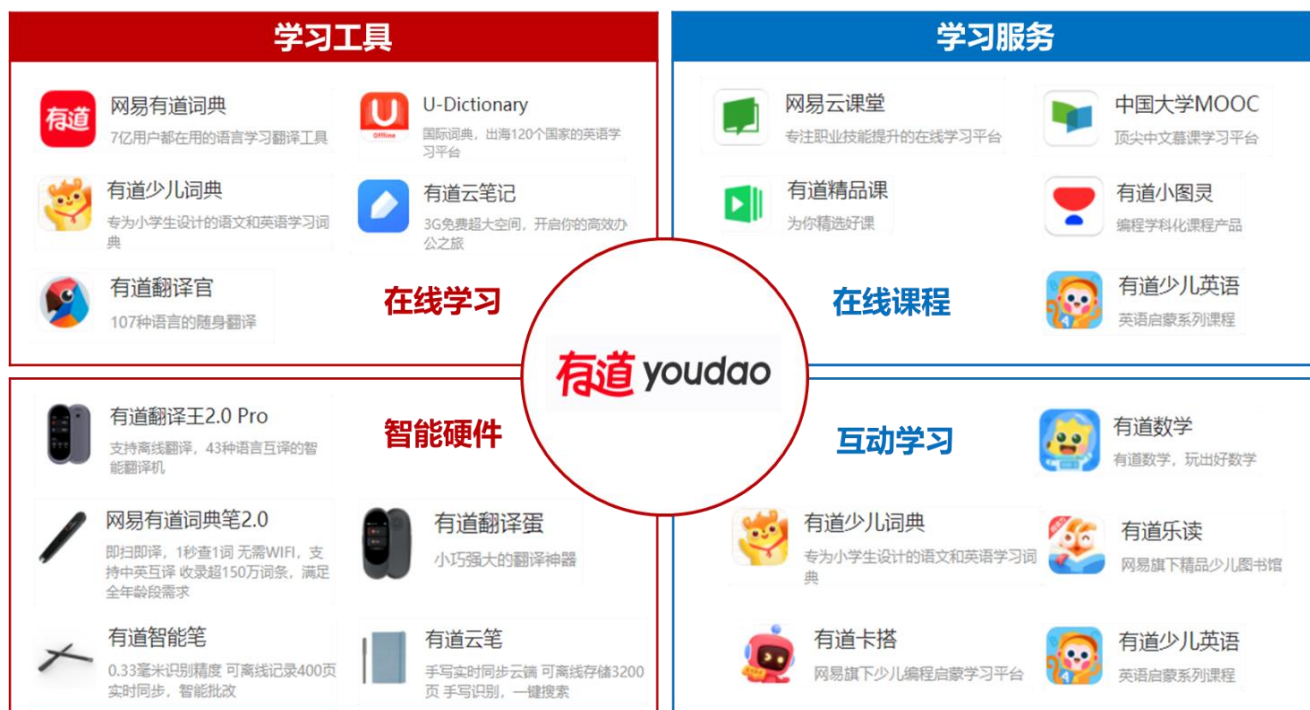 学习工具
网易有道词典
7亿用户都在用的语言学习翻译工具
U-Dictionary
国际词典，出海120个国家的英语学
习平台
有道少儿词典
专为小学生设计的语文和英语学习词
典
有道云笔记
3G免费超大空间，开启你的高效办
公之旅
有道翻译官
107种语言的随身翻译
在线学习
学习服务
网易云课堂
专注职业技能提升的在线学习平台
中国大学MOOC
顶尖中文慕课学习平台
有道精品课
为你精选好课
有道小图灵
编程学科化课程产品
在线课程
有道少儿英语
英语启蒙系列课程
有道 youdao
有道翻译王2.0 Pro
支持离线翻译，43种语言互译的智
能翻译机
智能硬件
网易有道词典笔2.0
即扫即译，1秒查1词 无需WIFI，支
持中英互译 收录超150万词条，满足
全年龄段需求
有道翻译蛋
小巧强大的翻译神器
有道智能笔
0.33毫米识别精度 可离线记录400页
实时同步，智能批改
有道云笔
手写实时同步云端 可离线存储3200
页 手写识别，一键搜索
互动学习
有道数学
有道数学，玩出好数学
有道少儿词典
专为小学生设计的语文和英语学习词
典
有道乐读
网易旗下精品少儿图书馆
有道卡搭
网易旗下少儿编程启蒙学习平台
有道少儿英语
英语启蒙系列课程
有道
U
Offline